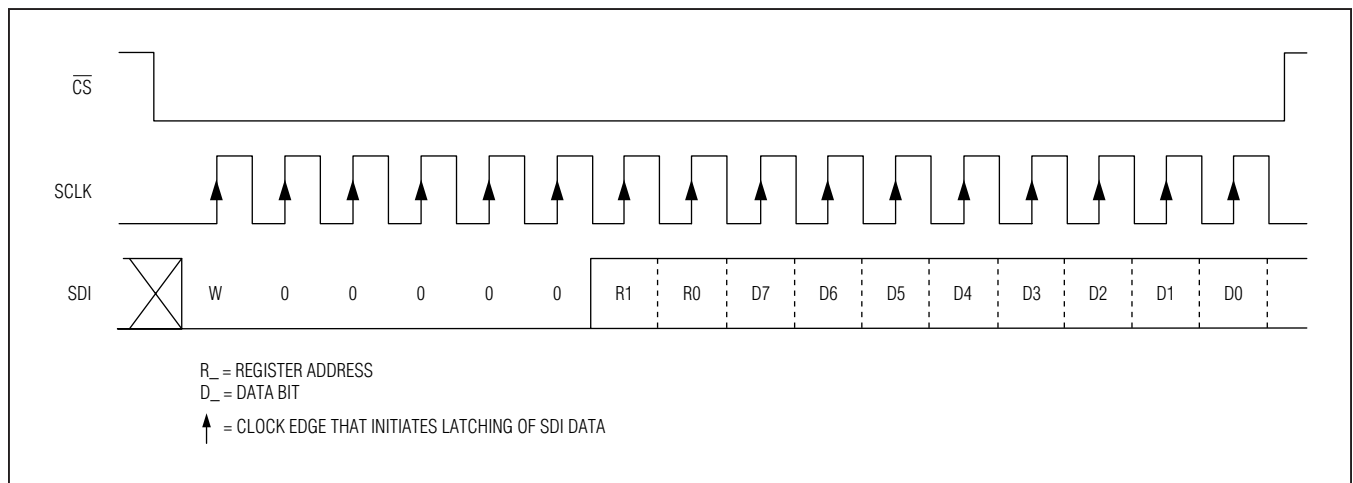 C̅S̅
SCLK
SDI W 0 0 0 0 0 R1 R0 D7 D6 D5 D4 D3 D2 D1 D0
R_ = REGISTER ADDRESS
D_ = DATA BIT
= CLOCK EDGE THAT INITIATES LATCHING OF SDI DATA